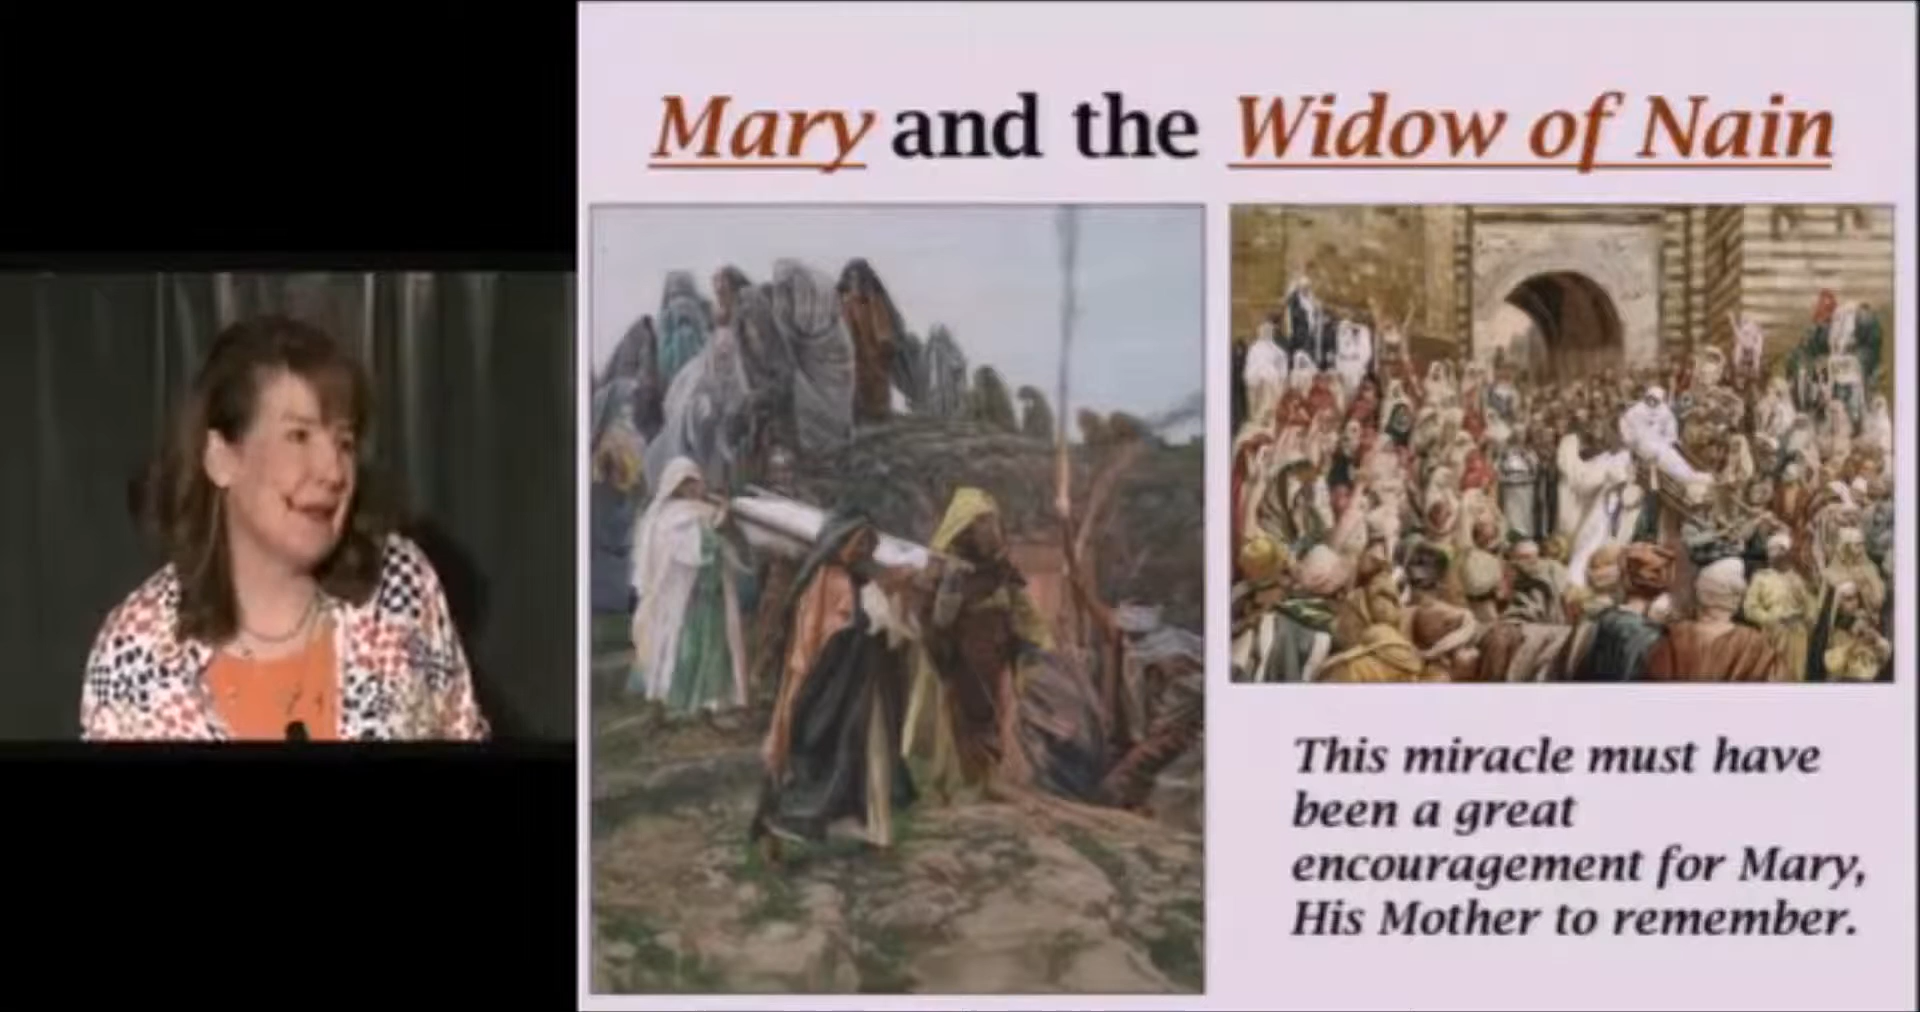 Mary and the Widow of Nain
This miracle must have
been a great
encouragement for Mary,
His Mother to remember.